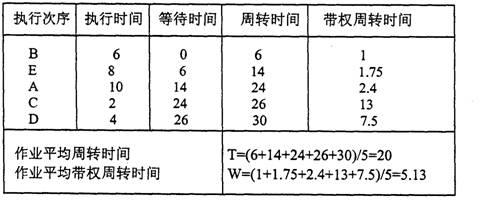 执行次序 执行时间 等待时间 周转时间 带权周转时间
B 6 0 6 1
E 8 6 14 1.75
A 10 14 24 2.4
C 2 24 26 13
D 4 26 30 7.5
作业平均周转时间 T=(6+14+24+26+30)/5=20
作业平均带权周转时间 W=(1+1.75+2.4+13+7.5)/5=5.13